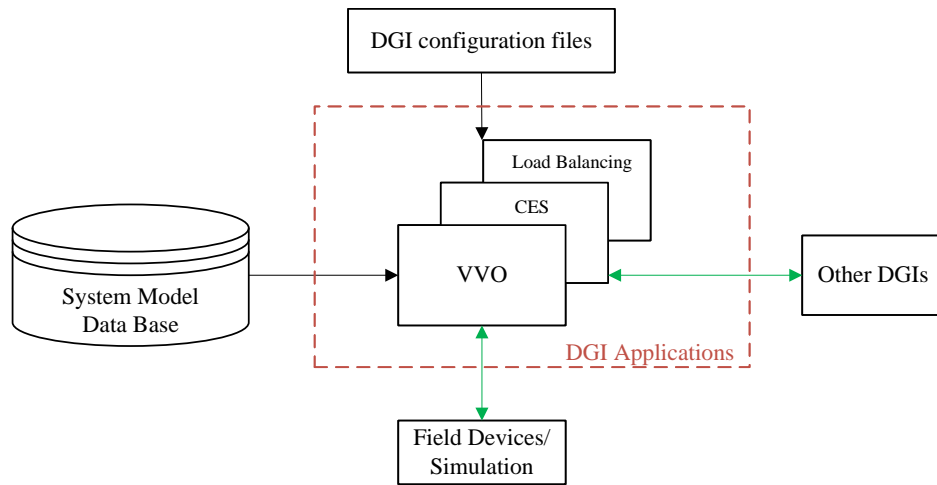 DGI configuration files
Load Balancing
CES
VVO
System Model
Data Base
Other DGIs
DGI Applications
Field Devices/
Simulation